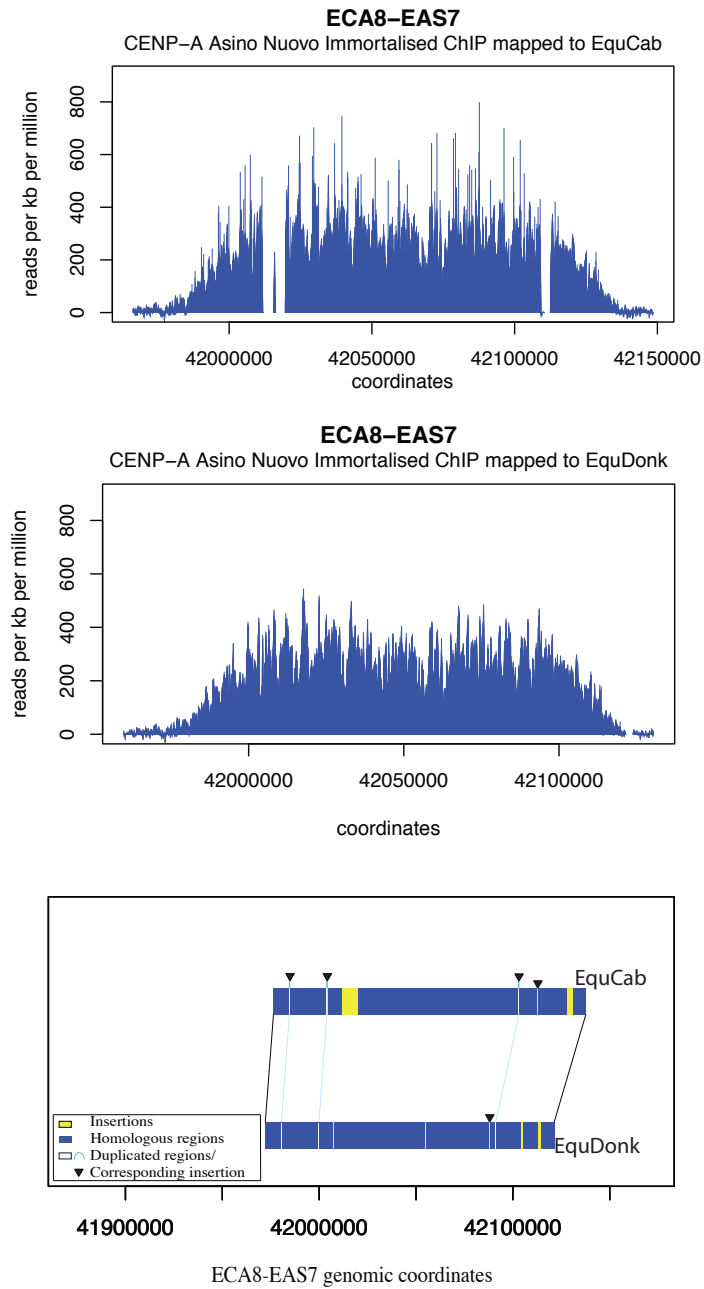 ECA8−EAS7
CENP−A Asino Nuovo Immortalised ChIP mapped to EquCab
reads per kb per million
800
600
400
200
0
42000000 42050000 42100000 42150000
coordinates
ECA8−EAS7
CENP−A Asino Nuovo Immortalised ChIP mapped to EquDonk
reads per kb per million
800
600
400
200
0
42000000 42050000 42100000
coordinates
EquCab
EquDonk
Insertions
Homologous regions
Duplicated regions/
Corresponding insertion
41900000 42000000 42100000
ECA8-EAS7 genomic coordinates